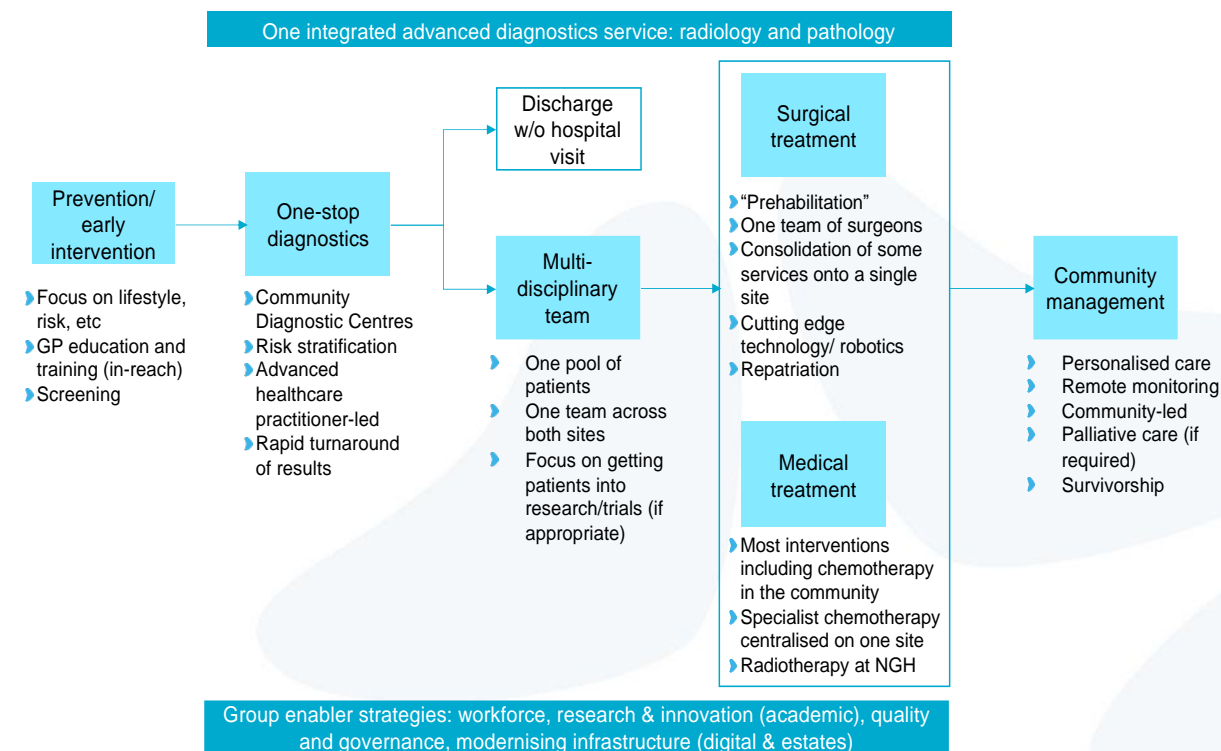 One integrated advanced diagnostics service: radiology and pathology
Prevention/
early
intervention
Focus on lifestyle,
risk, etc
GP education and
training (in-reach)
Screening
One-stop
diagnostics
Community
Diagnostic Centres
Risk stratification
Advanced
healthcare
practitioner-led
Rapid turnaround
of results
Discharge
w/o hospital
visit
Multi-
disciplinary
team
One pool of
patients
One team across
both sites
Focus on getting
patients into
research/trials (if
appropriate)
Surgical
treatment
“Prehabilitation”
One team of surgeons
Consolidation of some
services onto a single
site
Cutting edge
technology/ robotics
Repatriation
Medical
treatment
Most interventions
including chemotherapy
in the community
Specialist chemotherapy
centralised on one site
Radiotherapy at NGH
Community
management
Personalised care
Remote monitoring
Community-led
Palliative care (if
required)
Survivorship
Group enabler strategies: workforce, research & innovation (academic), quality
and governance, modernising infrastructure (digital & estates)